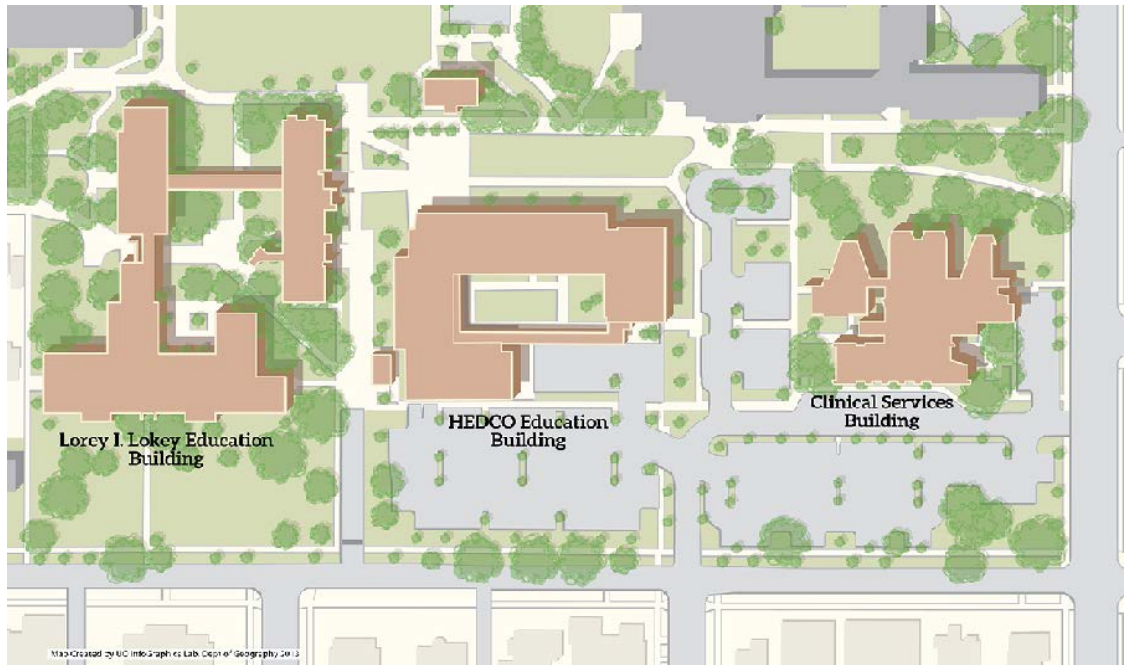 Lorey I. Lokey Education
Building
HEDCO Education
Building
Clinical Services
Building
Map Created by UO InfoGraphics Lab, Dept of Geography 2013